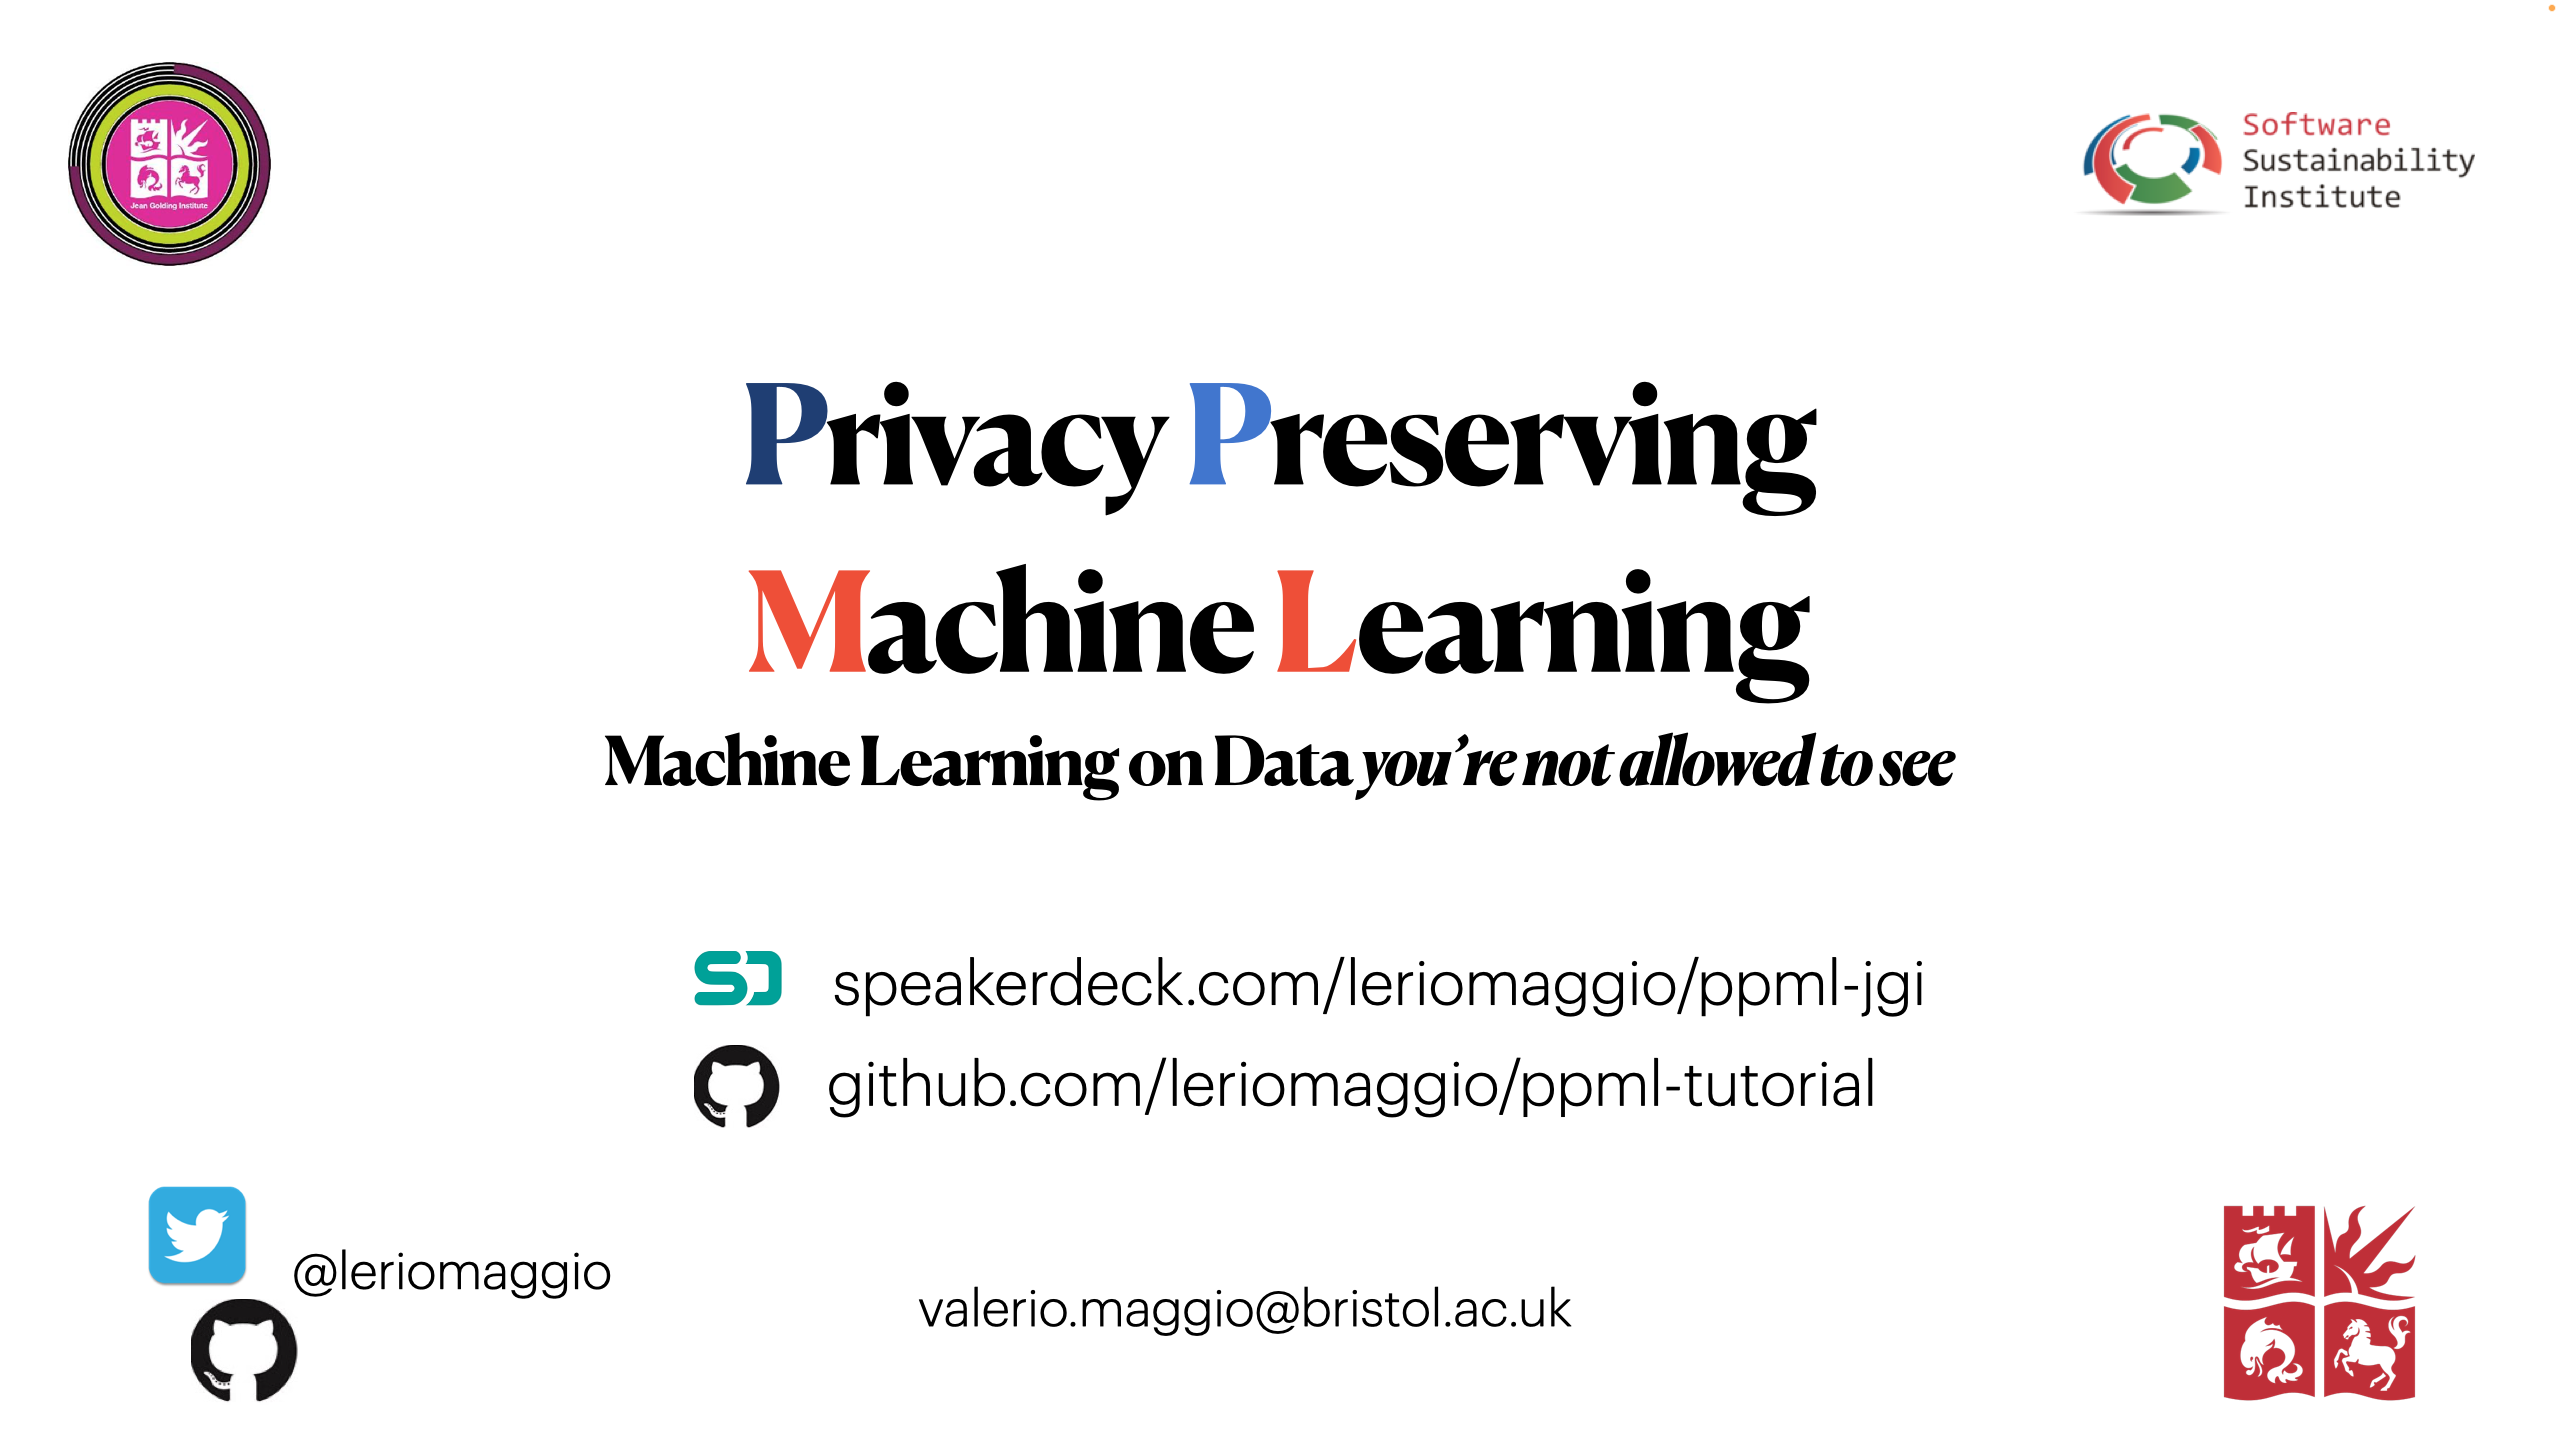 Jean Golding Institute
Software
Sustainability
Institute
Privacy Preserving
Machine Learning
Machine Learning on Data you’re not allowed to see
speakerdeck.com/leriomaggio/ppml-jgi
github.com/leriomaggio/ppml-tutorial
@leriomaggio
valerio.maggio@bristol.ac.uk